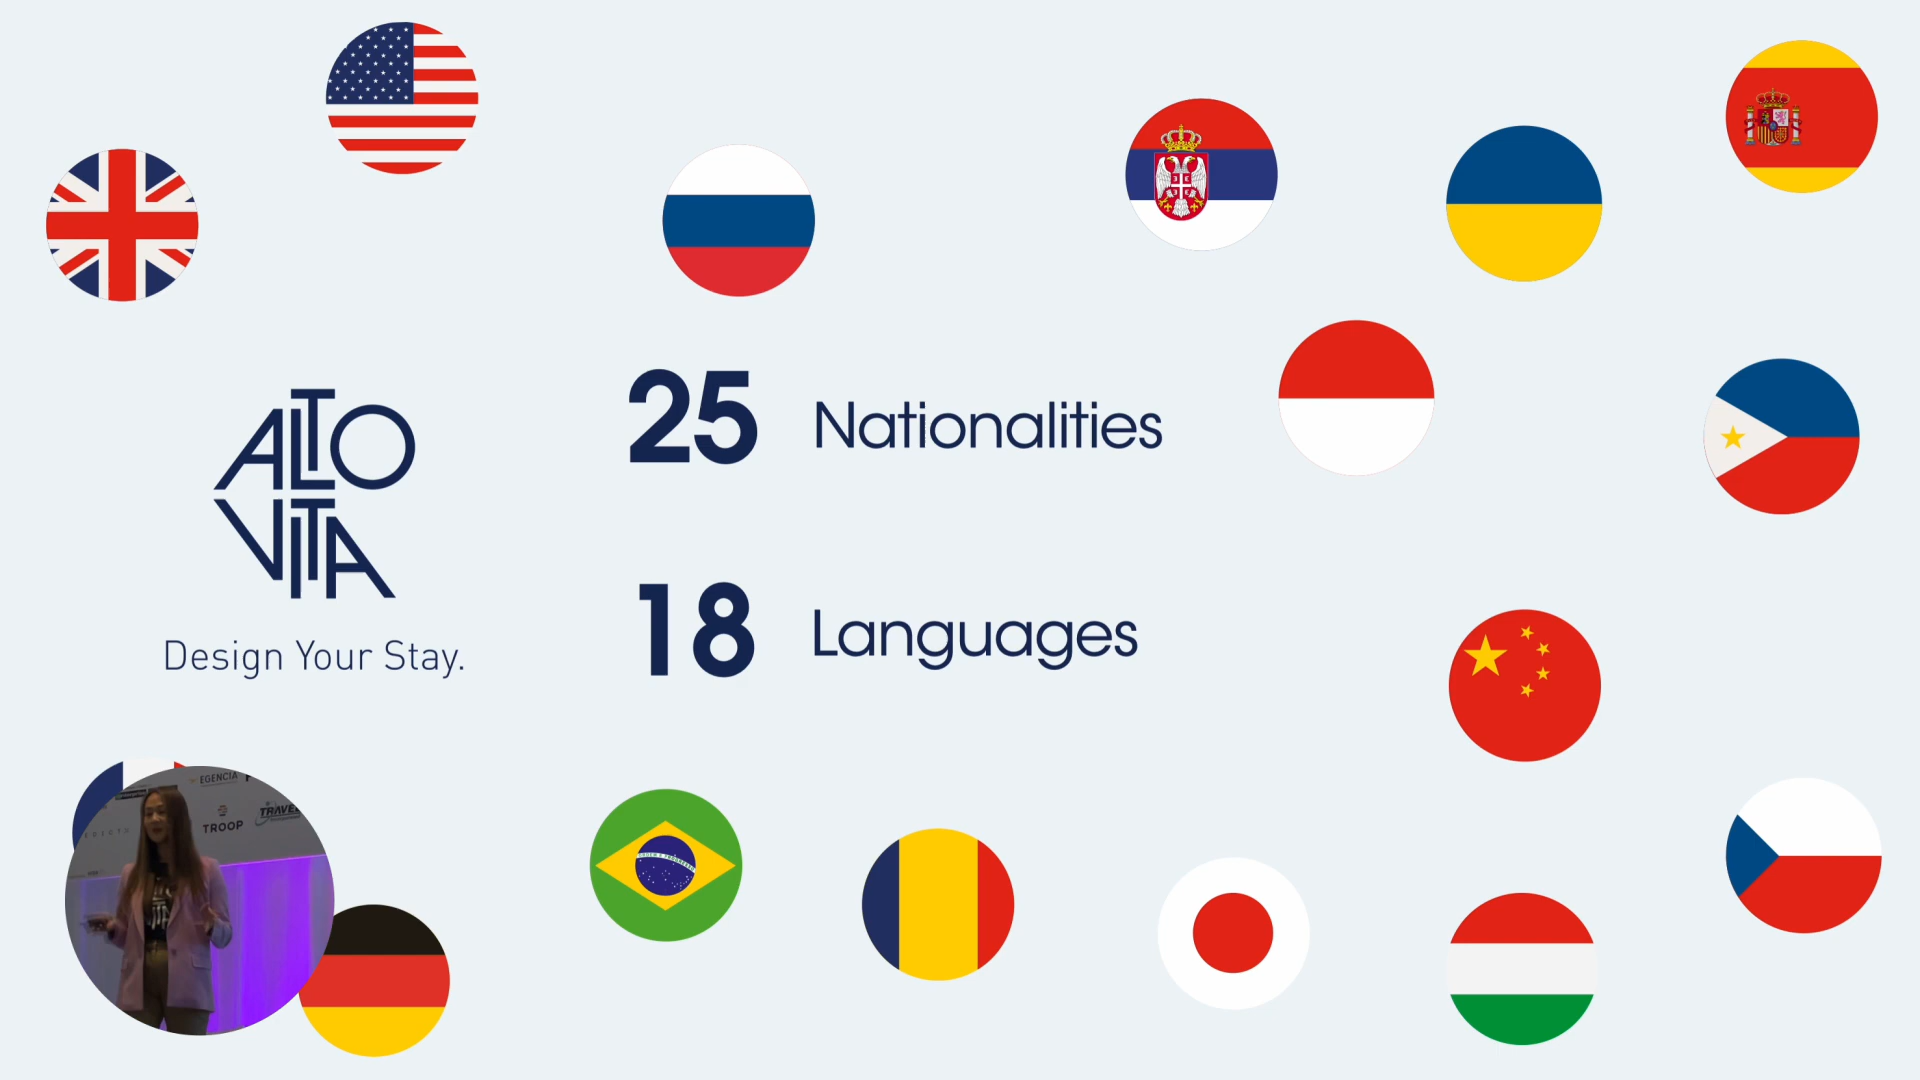 ALTO
VITA
Design Your Stay.
25 Nationalities
18 Languages
EGENCIA
TROOP